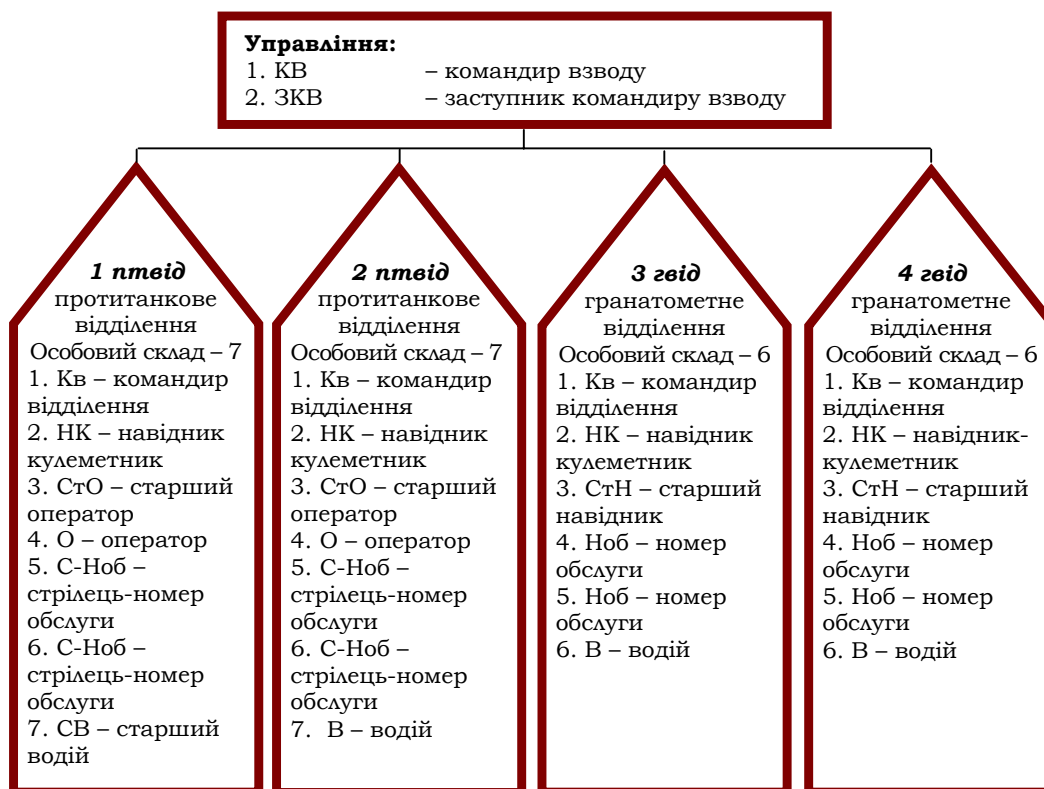 Управління:
1. КВ – командир взводу
2. ЗКВ – заступник командиру взводу
1 птвід
протитанкове
відділення
Особовий склад – 7
1. Кв – командир
відділення
2. НК – навідник
кулеметник
3. СтО – старший
оператор
4. О – оператор
5. С-Ноб –
стрілець-номер
обслуги
6. С-Ноб –
стрілець-номер
обслуги
7. СВ – старший
водій
2 птвід
протитанкове
відділення
Особовий склад – 7
1. Кв – командир
відділення
2. НК – навідник
кулеметник
3. СтО – старший
оператор
4. О – оператор
5. С-Ноб –
стрілець-номер
обслуги
6. С-Ноб –
стрілець-номер
обслуги
7. В – водій
3 гвід
гранатометне
відділення
Особовий склад – 6
1. Кв – командир
відділення
2. НК – навідник
кулеметник
3. СтН – старший
навідник
4. Ноб – номер
обслуги
5. Ноб – номер
обслуги
6. В – водій
4 гвід
гранатометне
відділення
Особовий склад – 6
1. Кв – командир
відділення
2. НК – навідник-
кулеметник
3. СтН – старший
навідник
4. Ноб – номер
обслуги
5. Ноб – номер
обслуги
6. В – водій